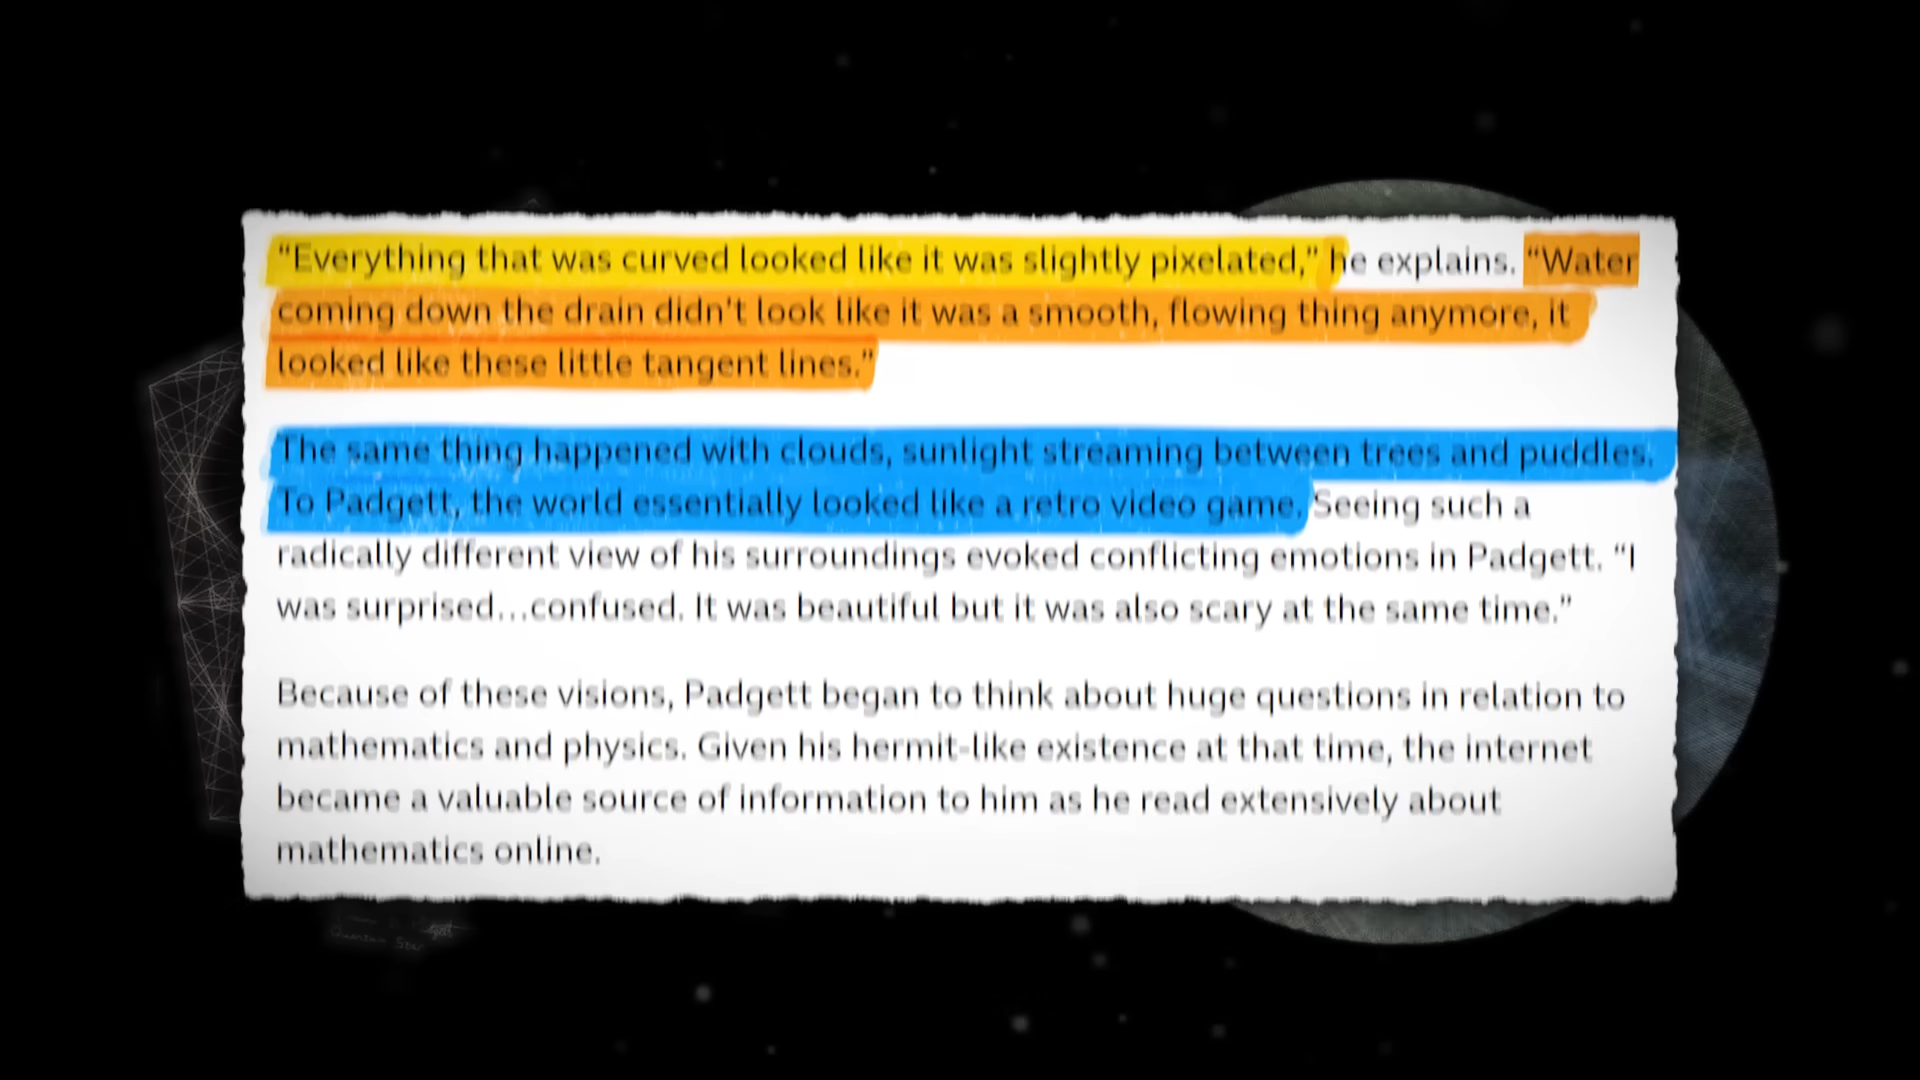 “Everything that was curved looked like it was slightly pixelated,” he explains. “Water
coming down the drain didn’t look like it was a smooth, flowing thing anymore, it
looked like these little tangent lines.”
The same thing happened with clouds, sunlight streaming between trees and puddles.
To Padgett, the world essentially looked like a retro video game. Seeing such a
radically different view of his surroundings evoked conflicting emotions in Padgett. “I
was surprised…confused. It was beautiful but it was also scary at the same time.”
Because of these visions, Padgett began to think about huge questions in relation to
mathematics and physics. Given his hermit-like existence at that time, the internet
became a valuable source of information to him as he read extensively about
mathematics online.
Quantum Star